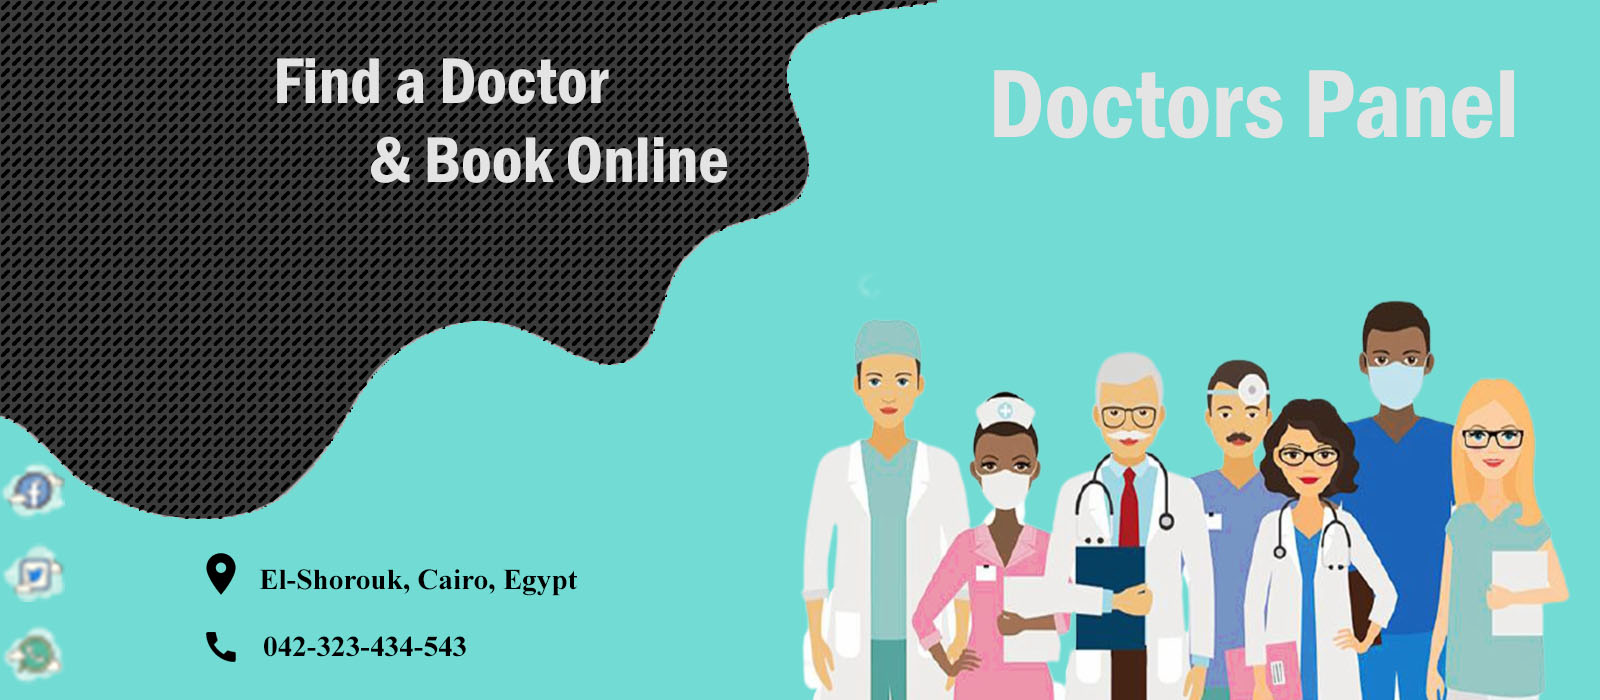 Find a Doctor
& Book Online
Doctors Panel
El-Shorouk, Cairo, Egypt
042-323-434-543